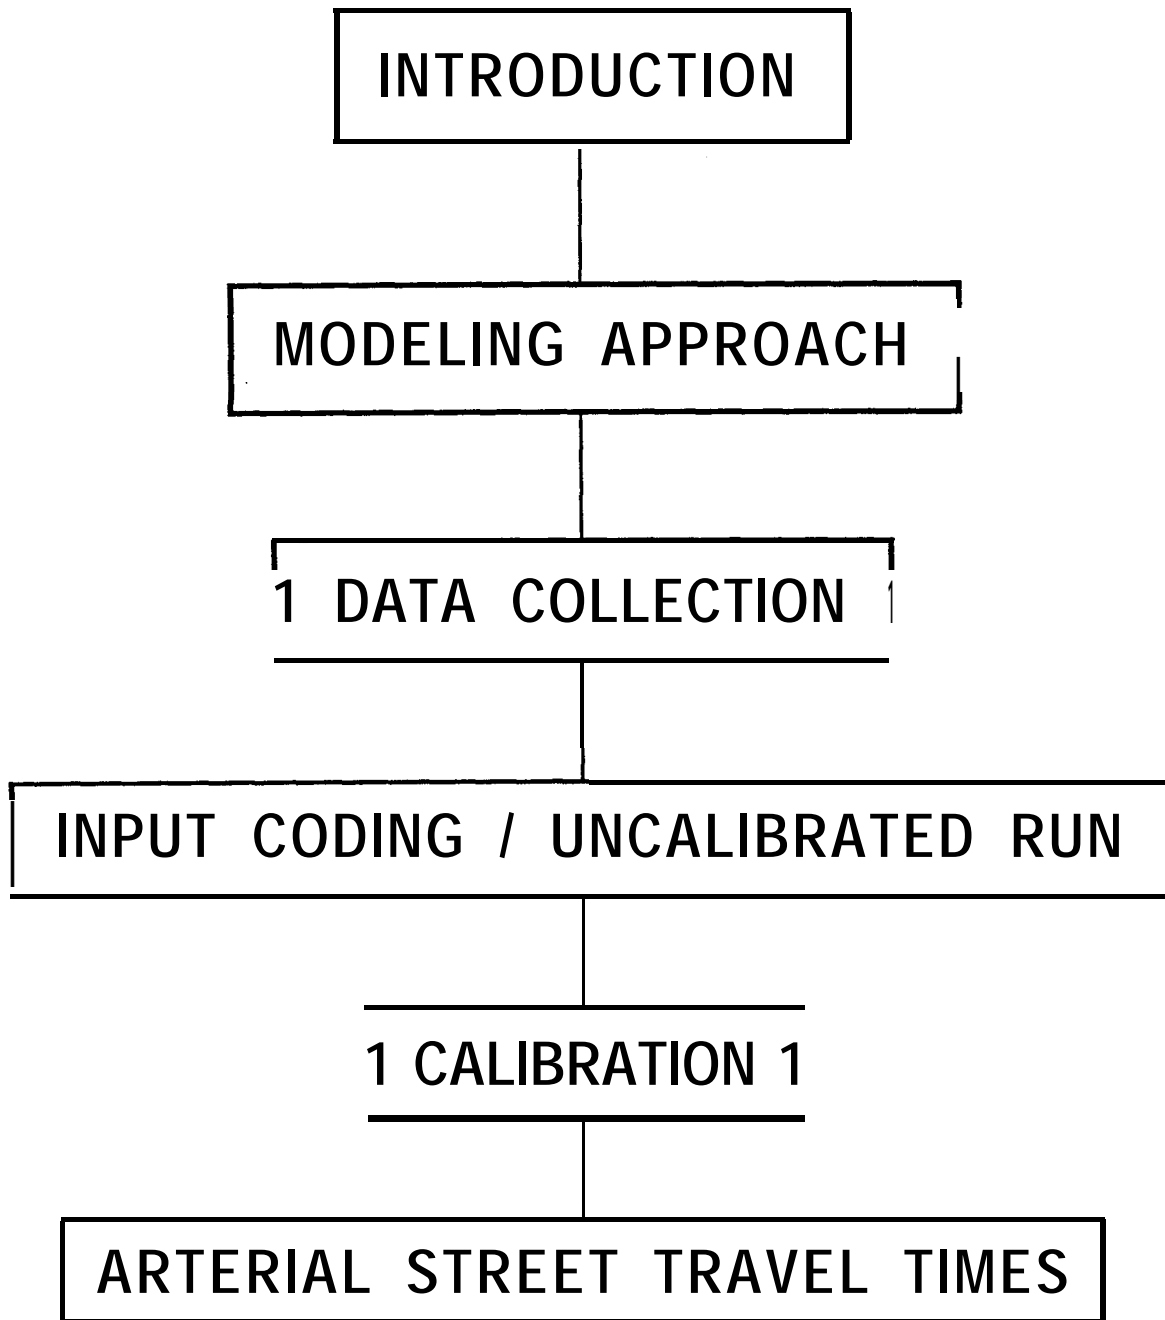 INTRODUCTION
MODELING APPROACH
1 DATA COLLECTION 1
INPUT CODING / UNCALIBRATED RUN
1 CALIBRATION 1
ARTERIAL STREET TRAVEL TIMES